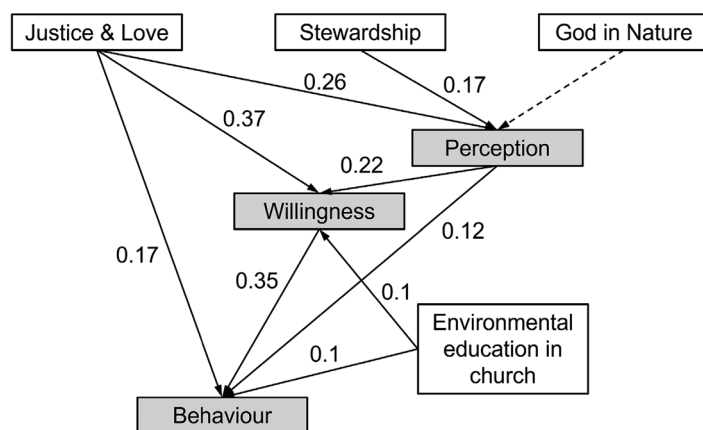 Justice & Love
Stewardship
God in Nature
0.26
0.17
0.37
Perception
0.22
Willingness
0.12
0.17
0.35
0.1
Environmental
education in
church
0.1
Behaviour